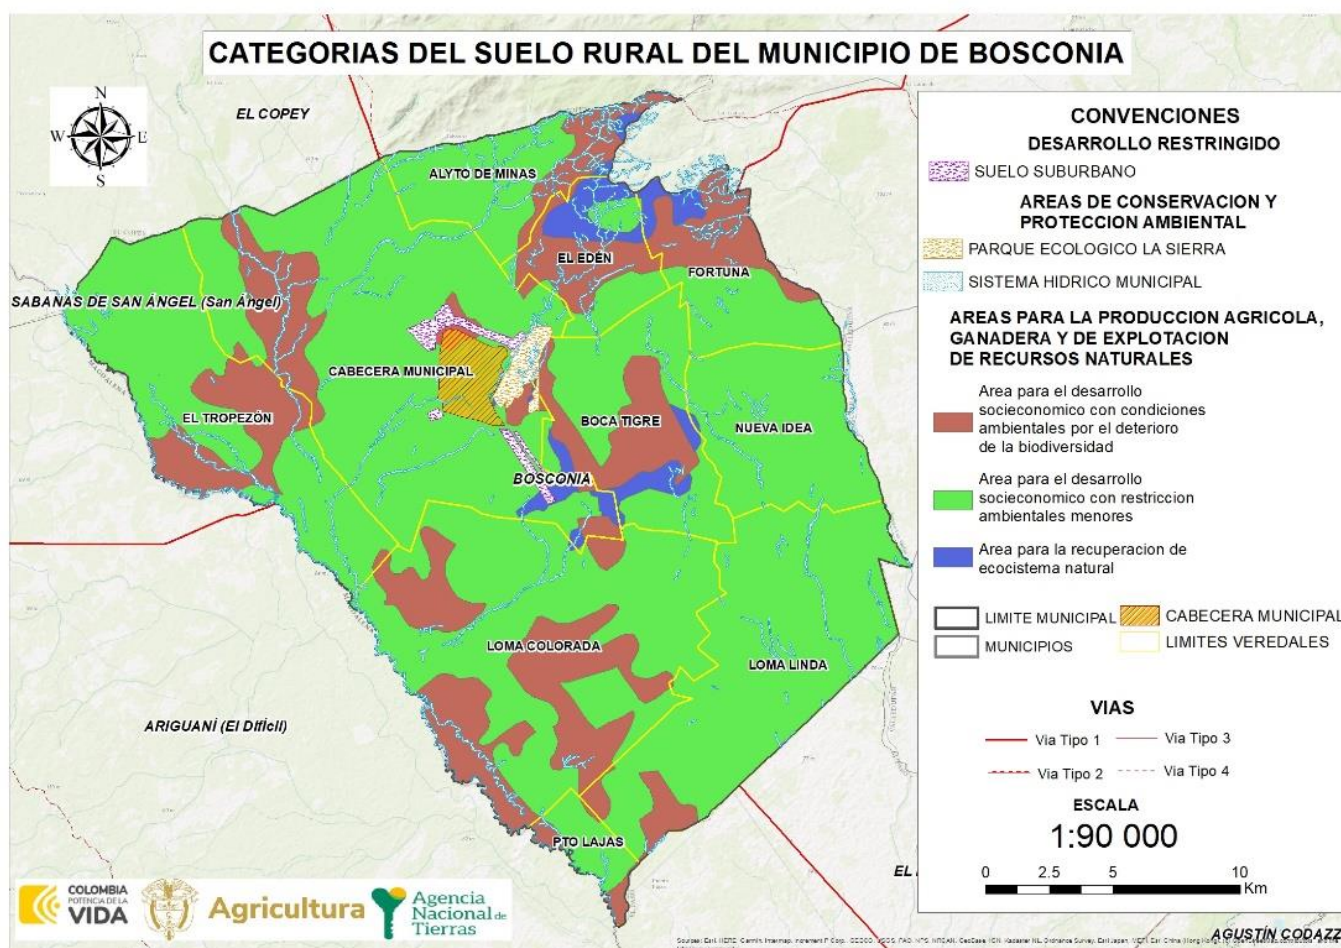 CATEGORIAS DEL SUELO RURAL DEL MUNICIPIO DE BOSCONIA
N
W E
S
EL COPEY
ALYTO DE MINAS
EL EDÉN
FORTUNA
SABANAS DE SAN ÁNGEL (San Ángel)
CABECERA MUNICIPAL
EL TROPEZÖN
BOCA TIGRE
NUEVA IDEA
BOSCONIA
LOMA COLORADA
LOMA LINDA
ARIGUANÍ (El Difícil)
PTO LAJAS
EL
AGUSTÍN CODAZZ
CONVENCIONES
DESARROLLO RESTRINGIDO
SUELO SUBURBANO
AREAS DE CONSERVACION Y
PROTECCION AMBIENTAL
PARQUE ECOLOGICO LA SIERRA
SISTEMA HIDRICO MUNICIPAL
AREAS PARA LA PRODUCCION AGRICOLA,
GANADERA Y DE EXPLOTACION
DE RECURSOS NATURALES
Area para el desarrollo
socieconomico con condiciones
ambientales por el deterioro
de la biodiversidad
Area para el desarrollo
socieconomico con restriccion
ambientales menores
Area para la recuperacion de
ecocistema natural
LIMITE MUNICIPAL
CABECERA MUNICIPAL
MUNICIPIOS
LIMITES VEREDALES
VIAS
Via Tipo 1
Via Tipo 3
Via Tipo 2
Via Tipo 4
ESCALA
1:90 000
0 2.5 5 10
Km
COLOMBIA
POTENCIA DE LA
VIDA
Agricultura
Agencia
Nacional de
Tierras